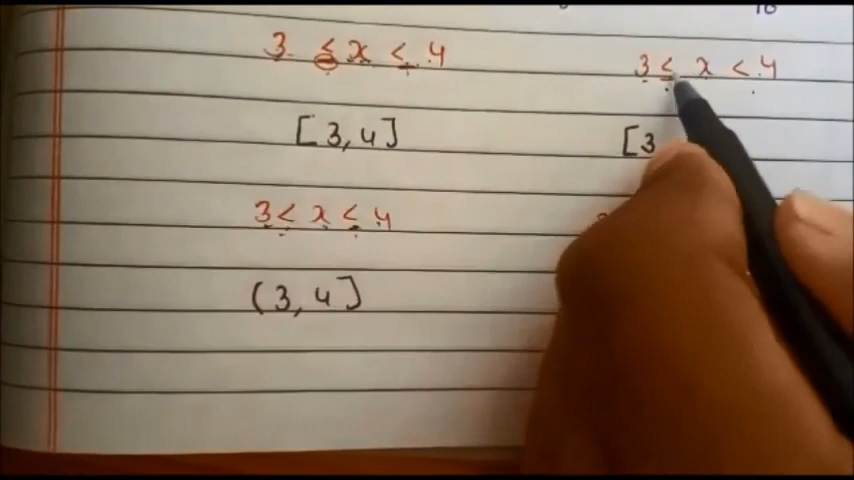 3 ≤ x ≤ 4
3 ≤ x < 4
[3, 4]
[3
3 < x ≤ 4
(3, 4]